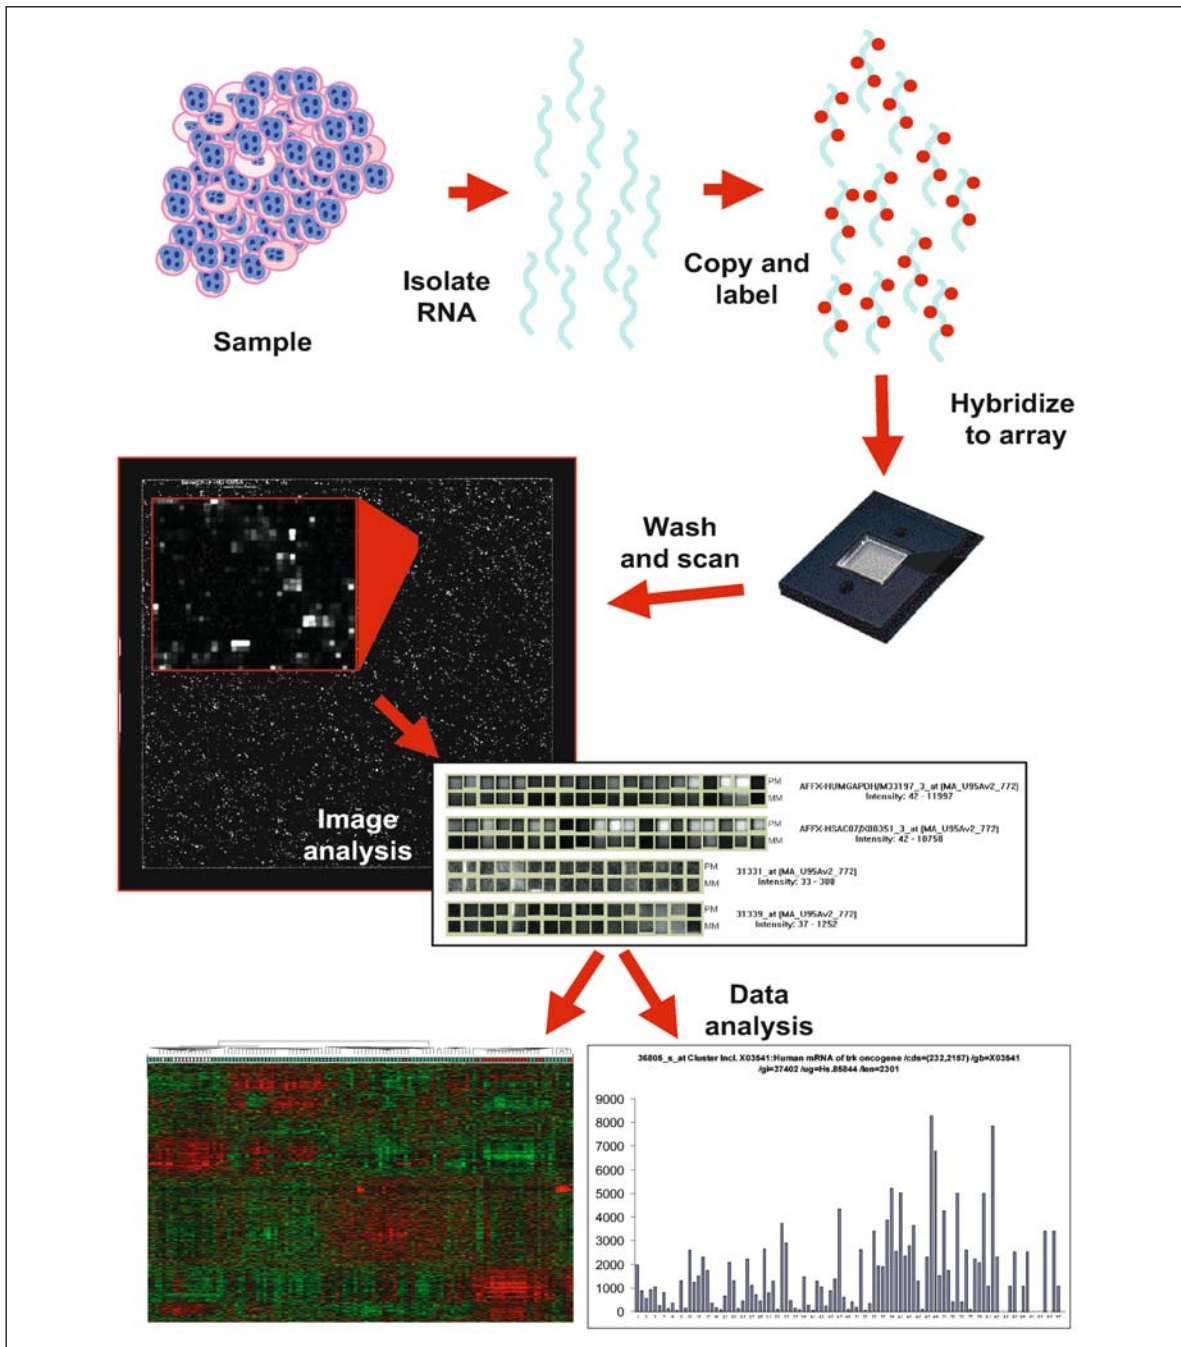 Sample
Isolate
RNA
Copy and
label
Hybridize
to array
Wash
and scan
Image
analysis
PM
MM
AFFX-HUMGAPDH/M33197_3_at (MA_U95Av2_772)
Intensity: 42 - 11997
PM
MM
AFFX-HSAC07/X00351_3_at (MA_U95Av2_772)
Intensity: 42 - 10758
PM
MM
31331_at (MA_U95Av2_772)
Intensity: 33 - 388
PM
MM
31339_at (MA_U95Av2_772)
Intensity: 37 - 1252
Data
analysis
36805_s_at Cluster Incl. X03541:Human mRNA of trk oncogene /cds=(232,2157) /gb=X03541
/gi=37402 /ug=Hs.85844 /len=2301
9000
8000
7000
6000
5000
4000
3000
2000
1000
0